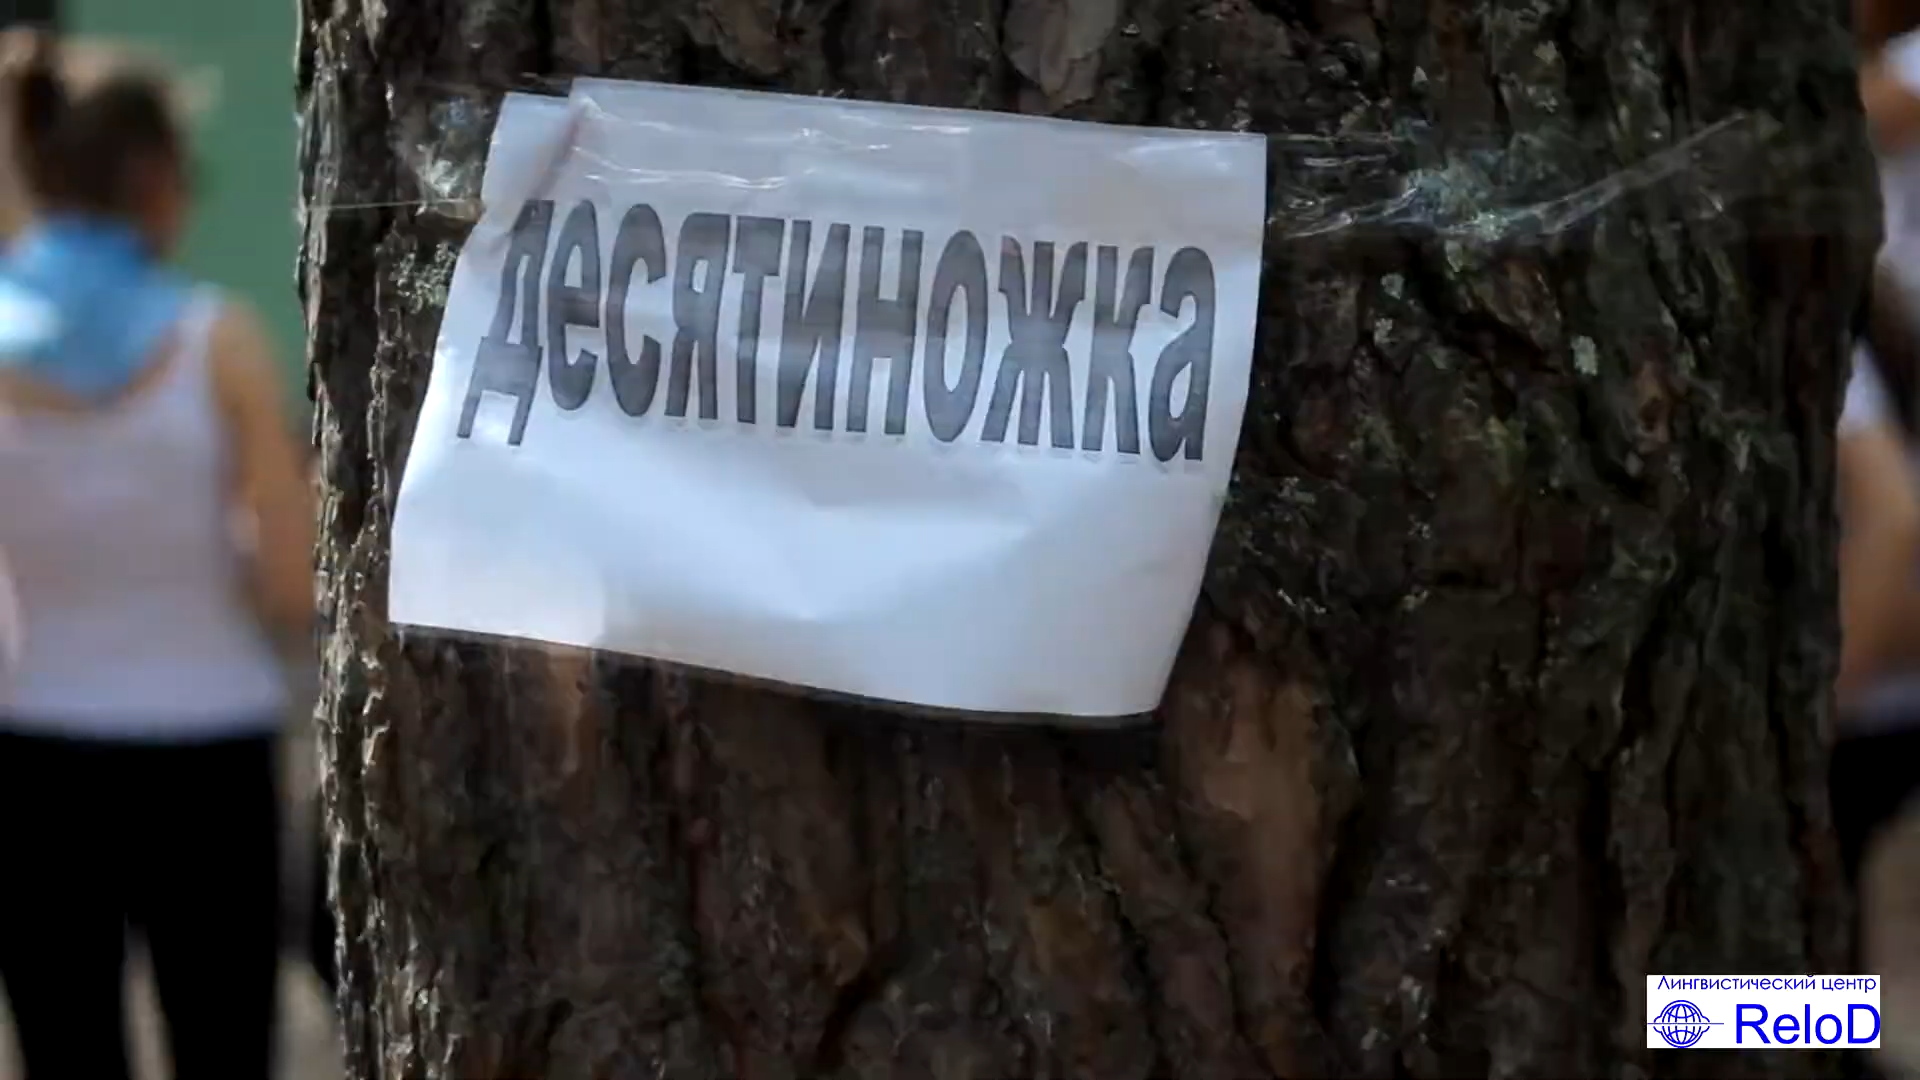 десятиножка
Лингвистический центр
ReloD